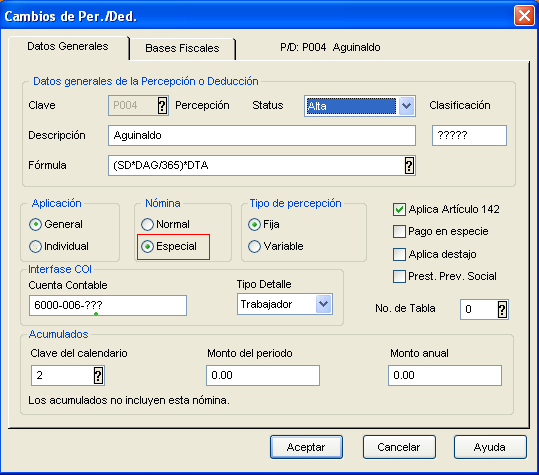 Cambios de Per./Ded.
Datos Generales
Bases Fiscales
P/D: P004 Aguinaldo
Datos generales de la Percepción o Deducción
Clave P004 ? Percepción Status Alta Clasificación
Descripción Aguinaldo ?????
Fórmula (SD*DAG/365)*DTA ?
Aplicación
General
Individual
Nómina
Normal
Especial
Tipo de percepción
Fija
Variable
Aplica Artículo 142
Pago en especie
Aplica destajo
Prest. Prev. Social
Interfase COI
Cuenta Contable
6000-006-???
Tipo Detalle
Trabajador
No. de Tabla 0 ?
Acumulados
Clave del calendario Monto del periodo Monto anual
2 ? 0.00 0.00
Los acumulados no incluyen esta nómina.
Aceptar Cancelar Ayuda